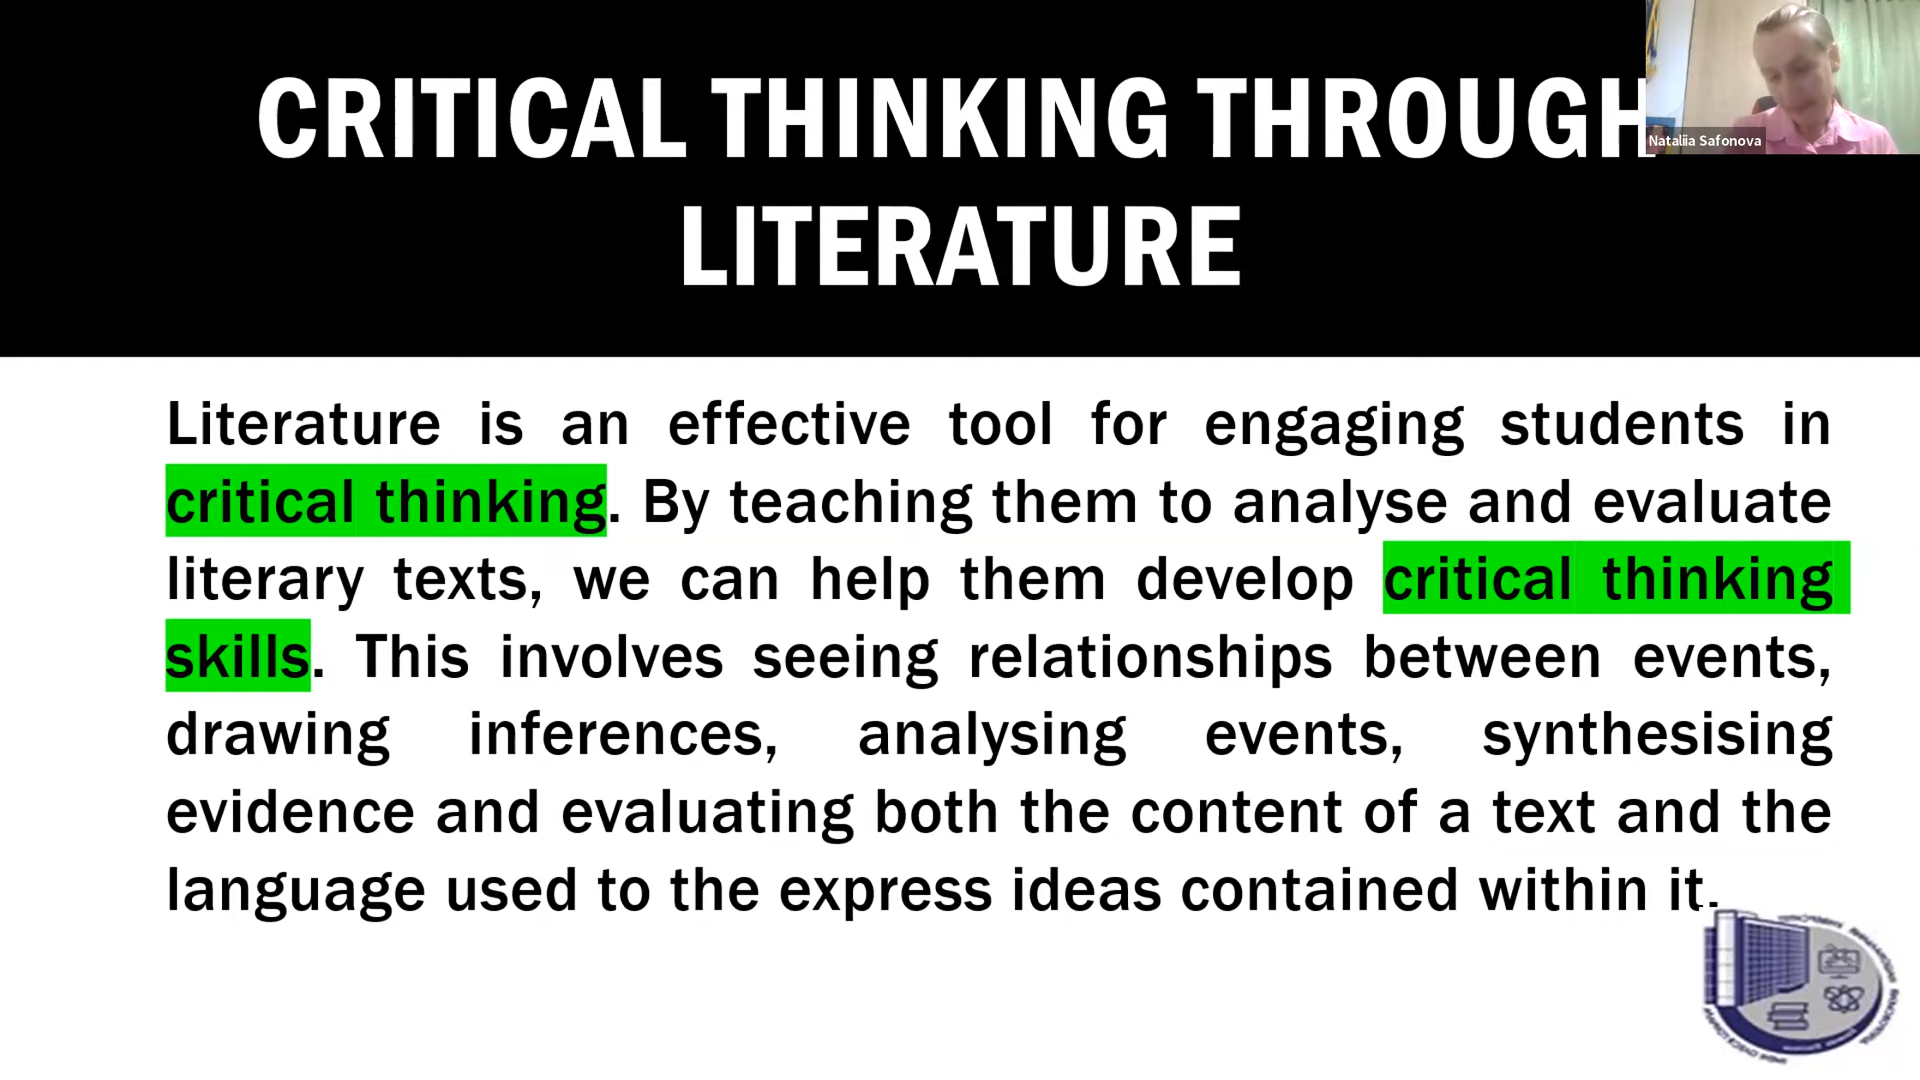 CRITICAL THINKING THROUGH
LITERATURE
Nataliia Safonova
Literature is an effective tool for engaging students in
critical thinking. By teaching them to analyse and evaluate
literary texts, we can help them develop critical thinking
skills. This involves seeing relationships between events,
drawing inferences, analysing events, synthesising
evidence and evaluating both the content of a text and the
language used to the express ideas contained within it.